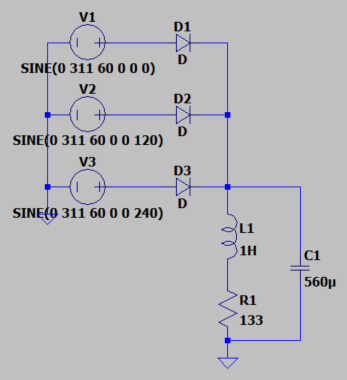 V1
D1
D
SINE(0 311 60 0 0 0)
V2
D2
D
SINE(0 311 60 0 0 120)
V3
D3
D
SINE(0 311 60 0 0 240)
L1
1H
C1
560µ
R1
133